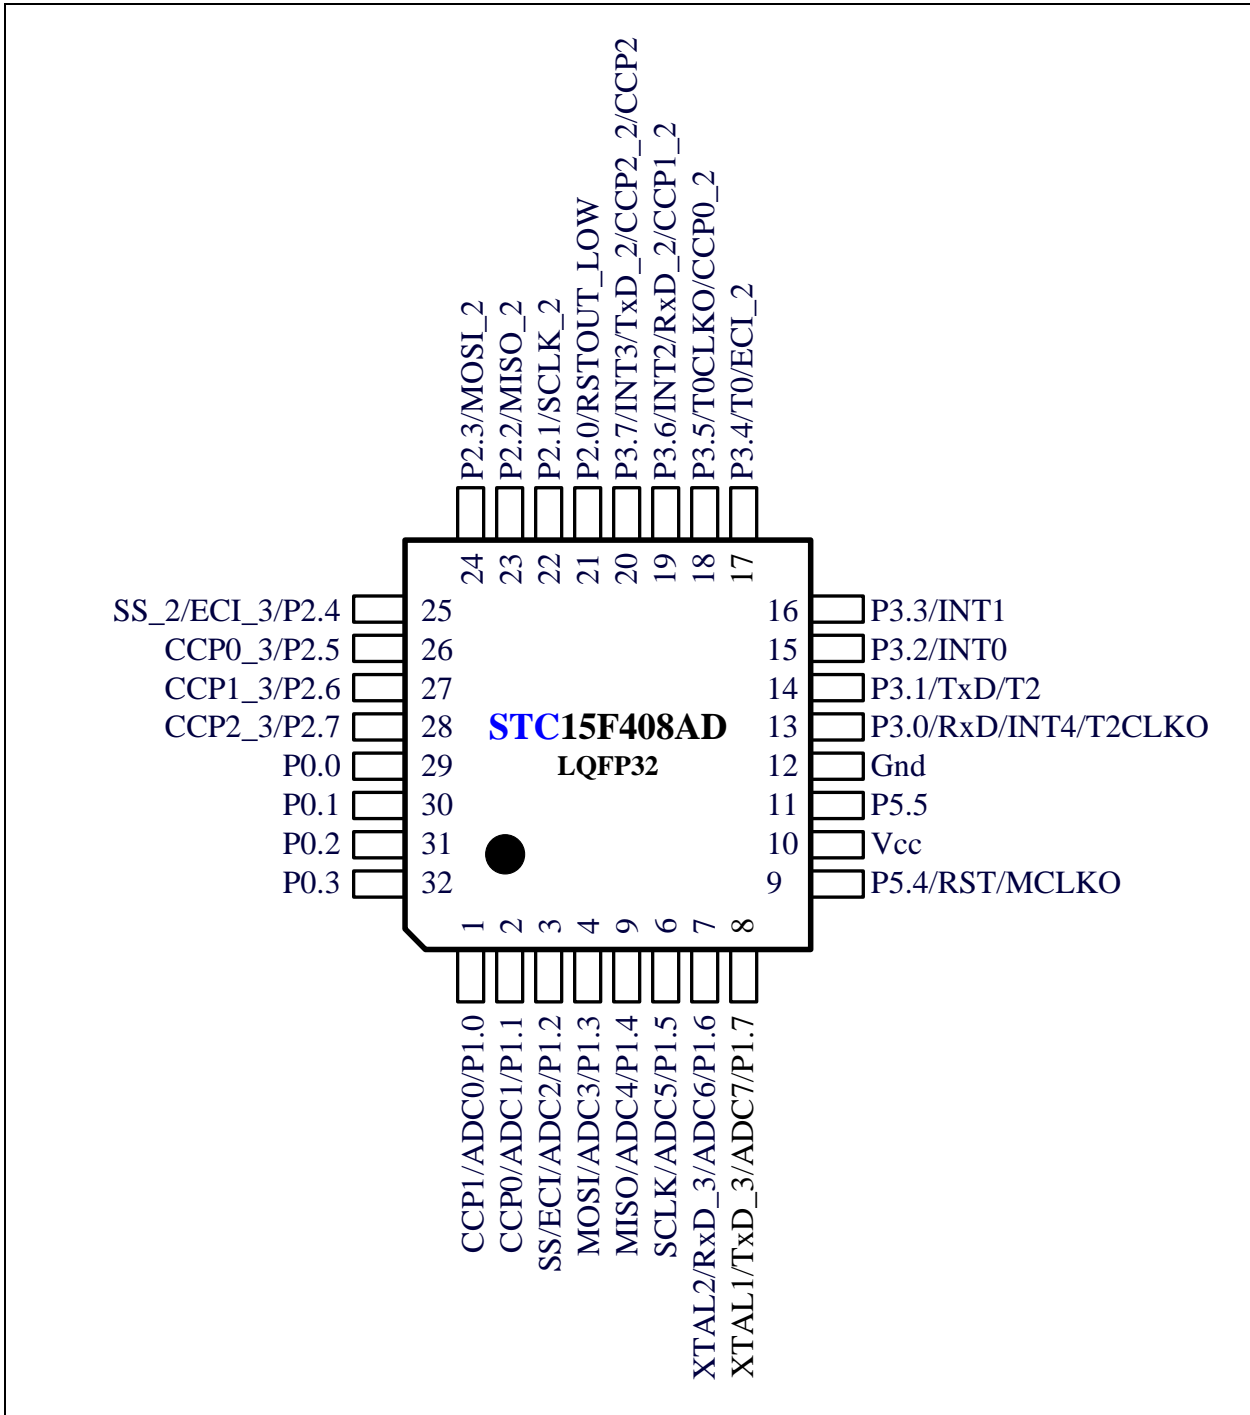 P2.3/MOSI_2
P2.2/MISO_2
P2.1/SCLK_2
P2.0/RSTOUT_LOW
P3.7/INT3/TxD_2/CCP2_2/CCP2
P3.6/INT2/RxD_2/CCP1_2
P3.5/T0CLKO/CCP0_2
P3.4/T0/ECI_2
24 23 22 21 20 19 18 17
SS_2/ECI_3/P2.4 25 16 P3.3/INT1
CCP0_3/P2.5 26 15 P3.2/INT0
CCP1_3/P2.6 27 14 P3.1/TxD/T2
CCP2_3/P2.7 28 STC15F408AD 13 P3.0/RxD/INT4/T2CLKO
P0.0 29 LQFP32 12 Gnd
P0.1 30 11 P5.5
P0.2 31 10 Vcc
P0.3 32 9 P5.4/RST/MCLKO
1 2 3 4 9 6 7 8
CCP1/ADC0/P1.0
CCP0/ADC1/P1.1
SS/ECI/ADC2/P1.2
MOSI/ADC3/P1.3
MISO/ADC4/P1.4
SCLK/ADC5/P1.5
XTAL2/RxD_3/ADC6/P1.6
XTAL1/TxD_3/ADC7/P1.7